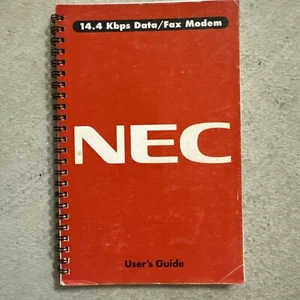 14.4 Kbps Data/Fax Modem
NEC
User's Guide